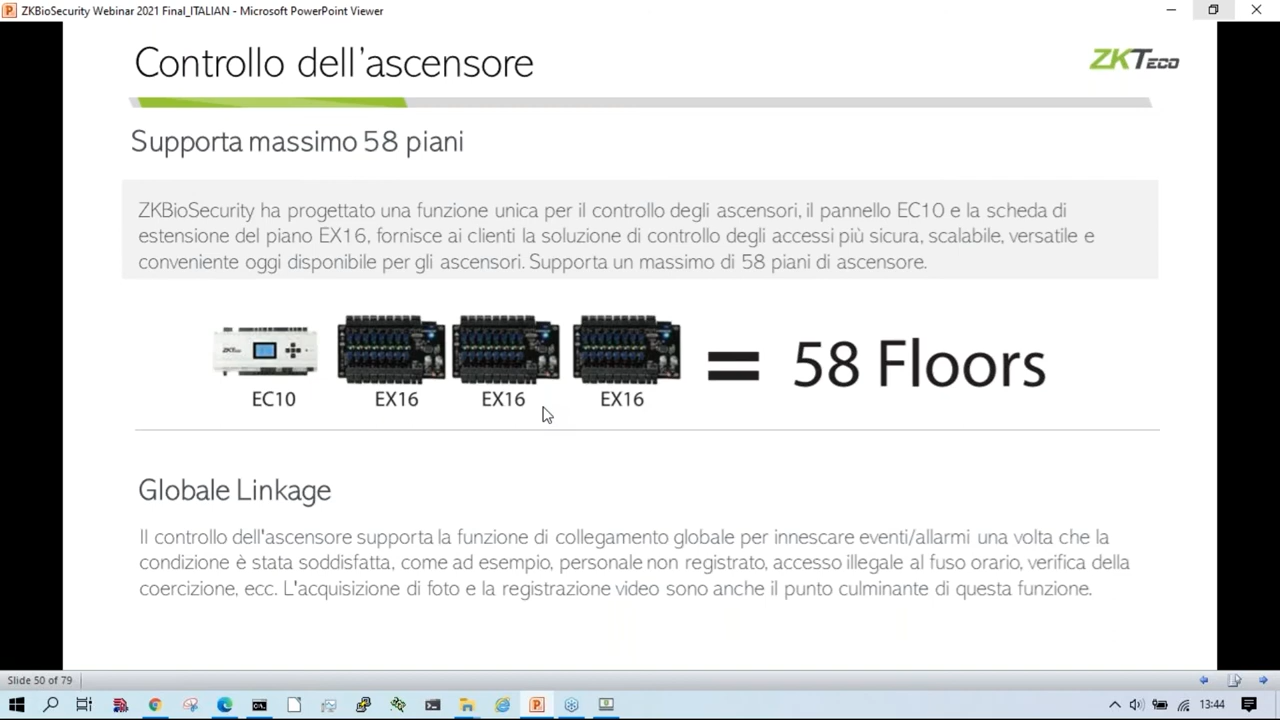 ZKBioSecurity Webinar 2021 Final_ITALIAN - Microsoft PowerPoint Viewer
Controllo dell'ascensore
ZKTECO
Supporta massimo 58 piani
ZKBioSecurity ha progettato una funzione unica per il controllo degli ascensori, il pannello EC10 e la scheda di
estensione del piano EX16, fornisce ai clienti la soluzione di controllo degli accessi più sicura, scalabile, versatile e
conveniente oggi disponibile per gli ascensori. Supporta un massimo di 58 piani di ascensore.
ZKTeco
EC10 EX16 EX16 EX16
= 58 Floors
Globale Linkage
Il controllo dell'ascensore supporta la funzione di collegamento globale per innescare eventi/allarmi una volta che la
condizione è stata soddisfatta, come ad esempio, personale non registrato, accesso illegale al fuso orario, verifica della
coercizione, ecc. L'acquisizione di foto e la registrazione video sono anche il punto culminante di questa funzione.
Slide 50 of 79
13:44